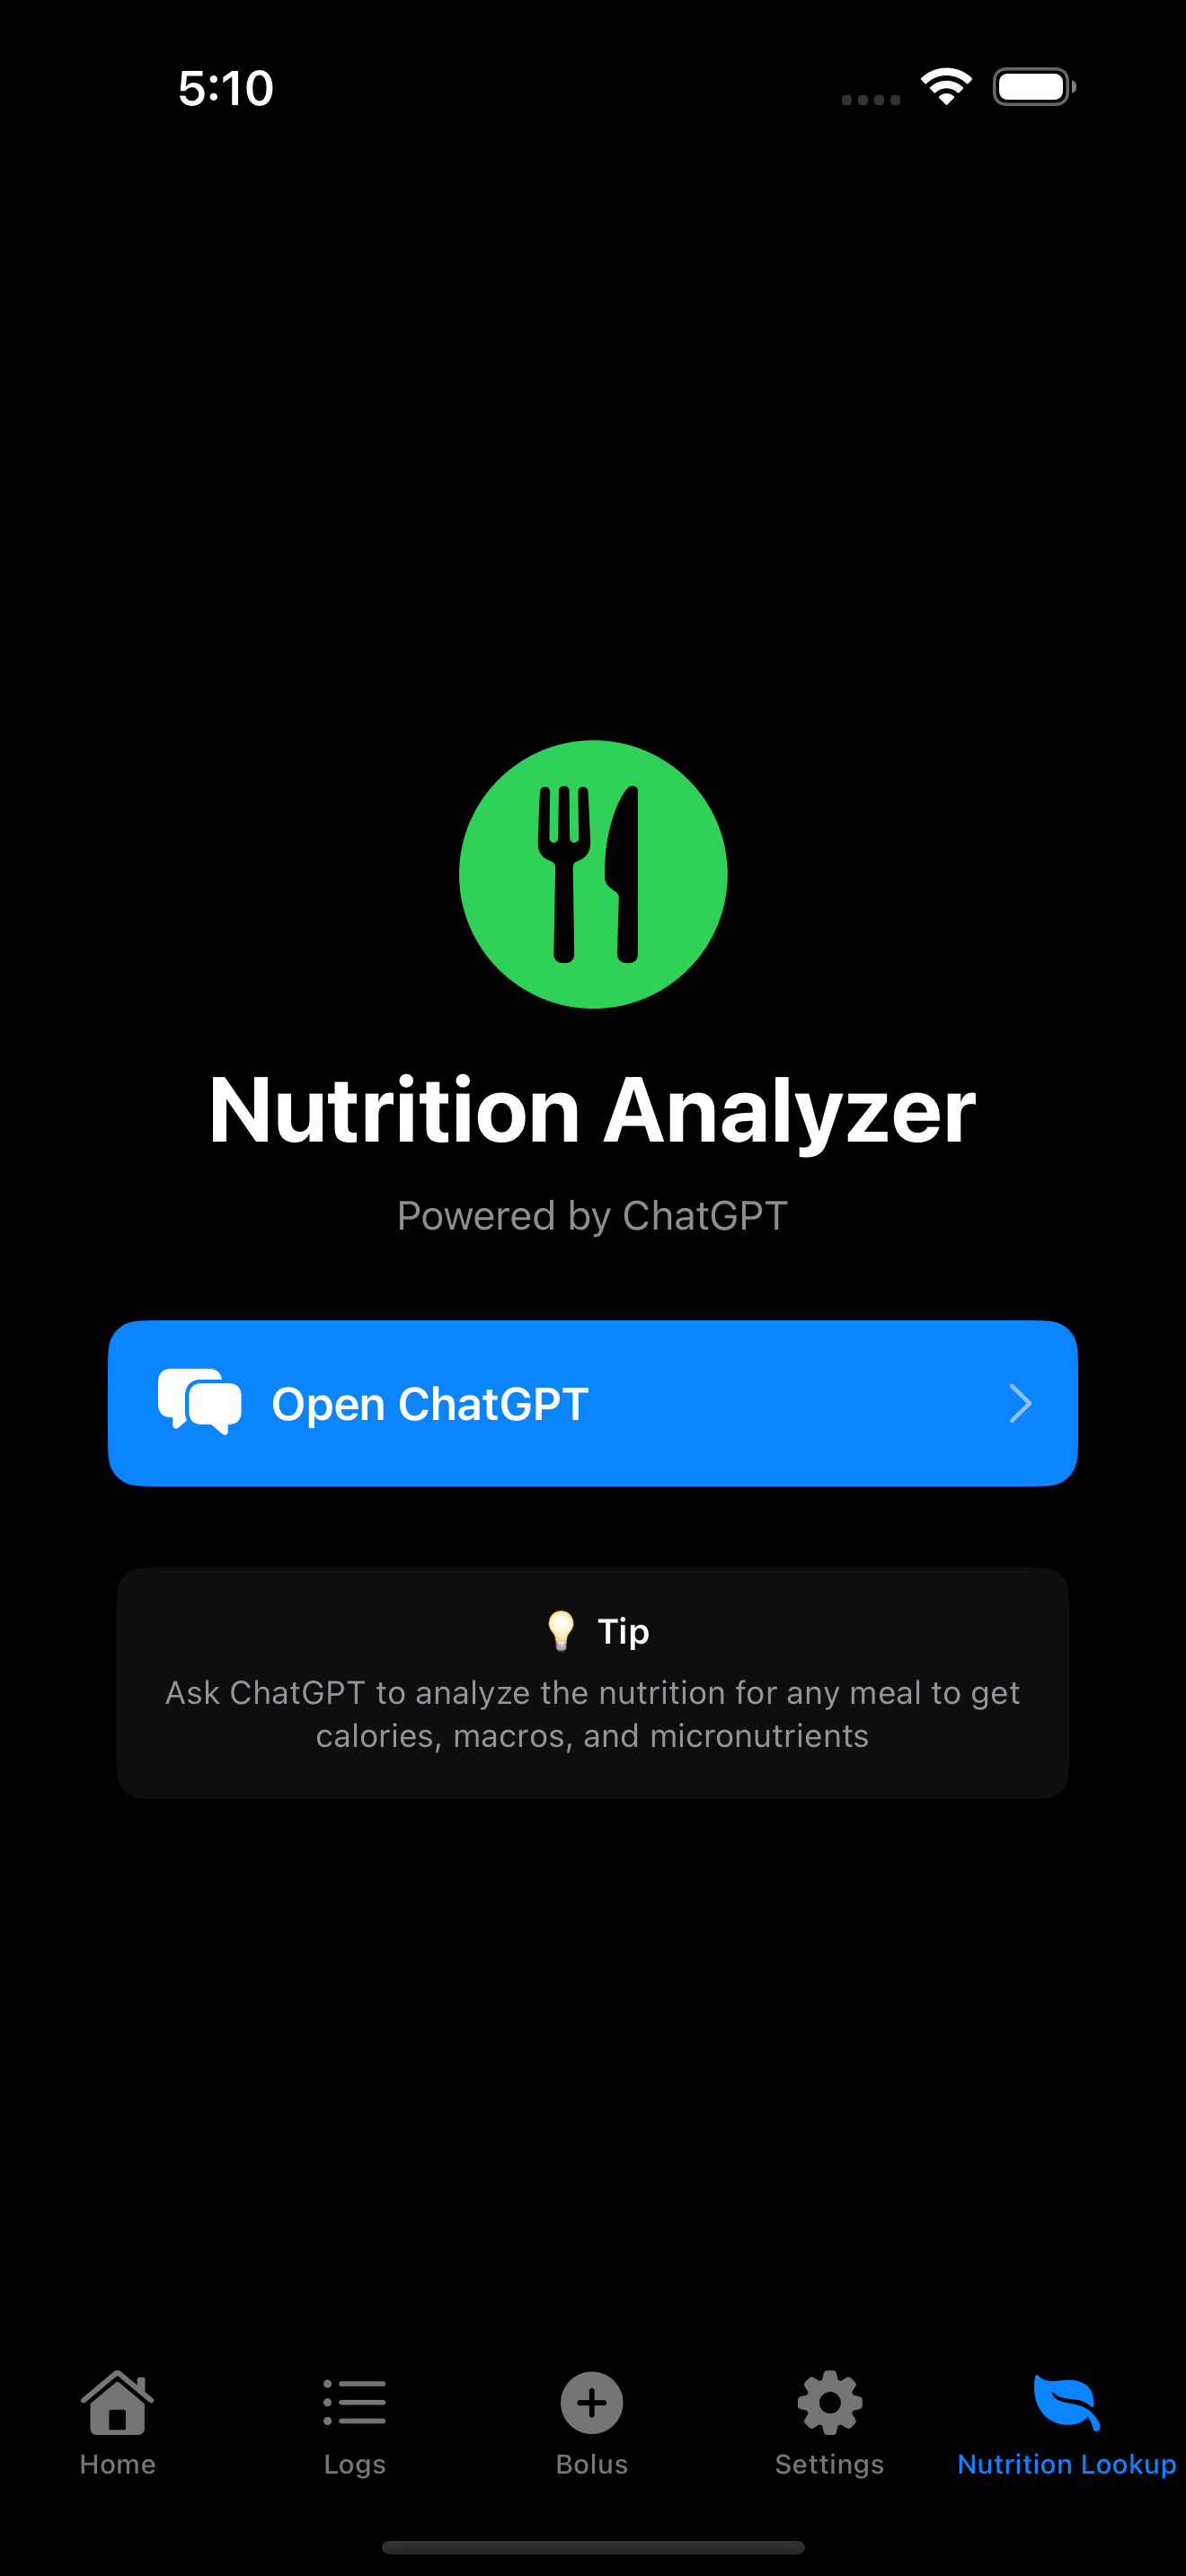 5:10
Nutrition Analyzer
Powered by ChatGPT
Open ChatGPT
Tip
Ask ChatGPT to analyze the nutrition for any meal to get
calories, macros, and micronutrients
Home
Logs
Bolus
Settings
Nutrition Lookup